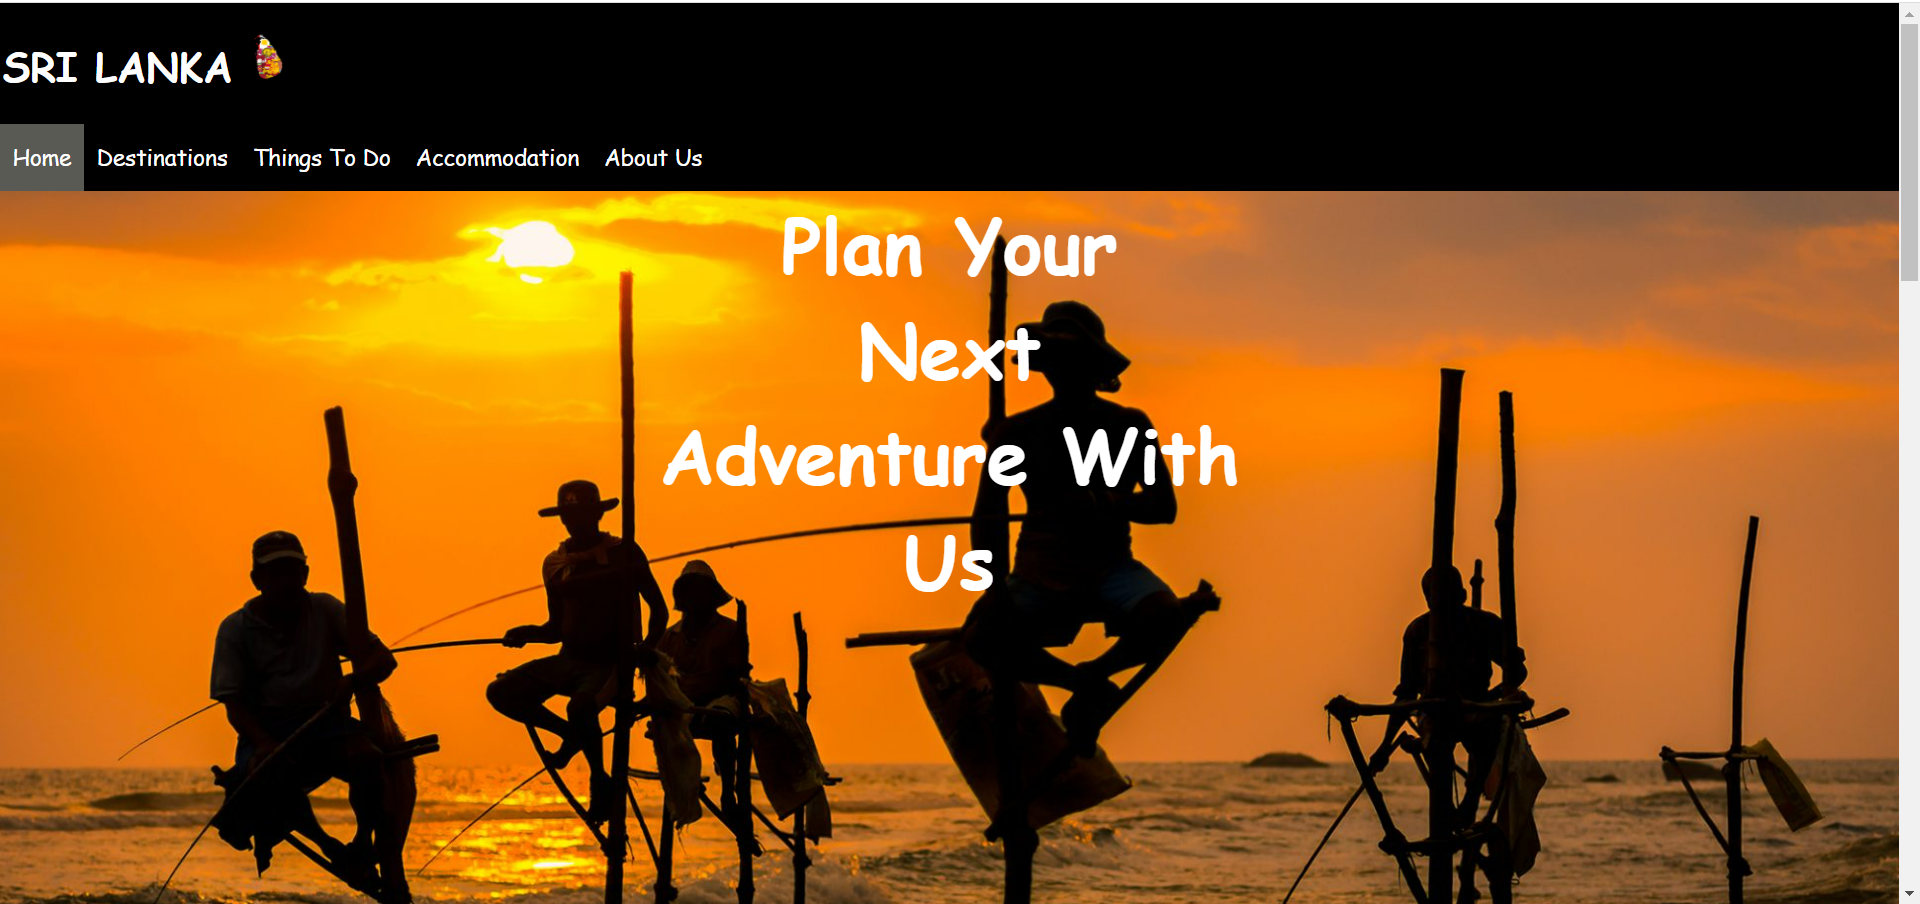 SRI LANKA
Home Destinations Things To Do Accommodation About Us
Plan Your
Next
Adventure With
Us